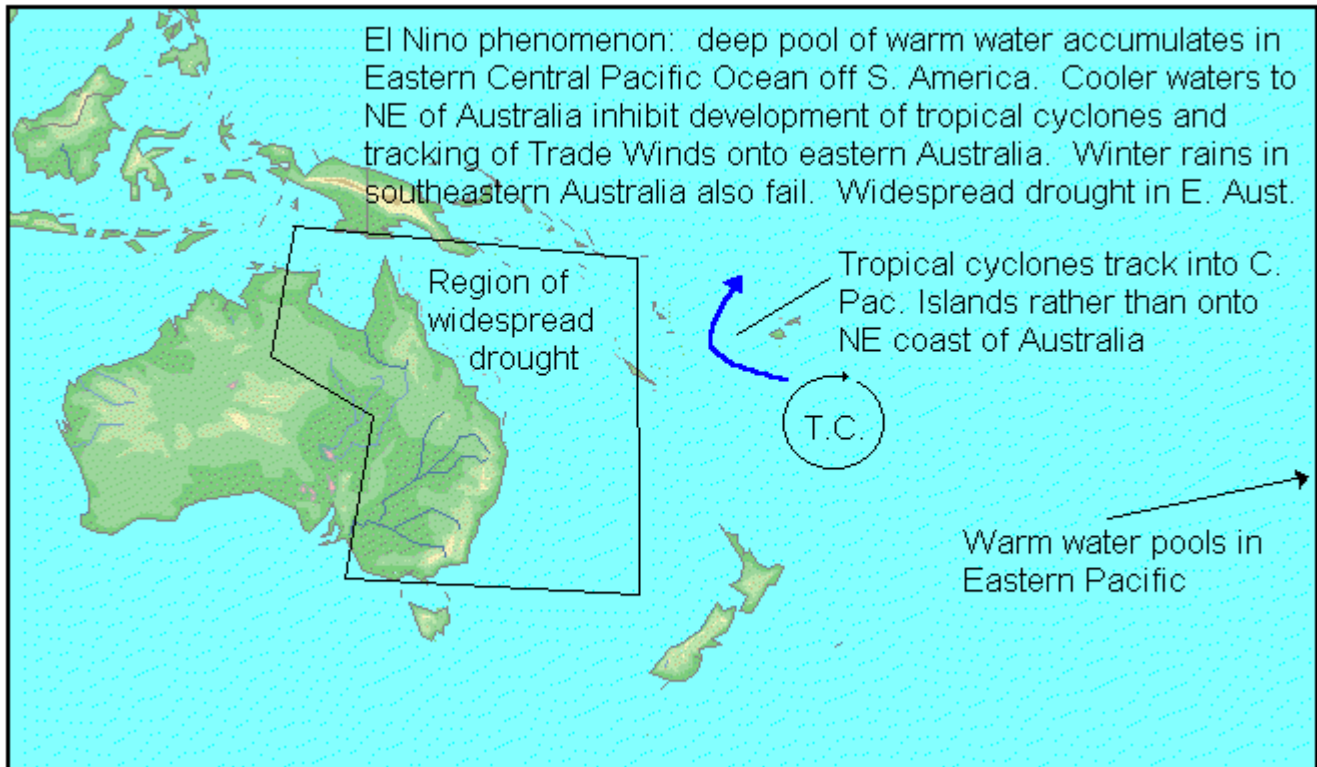 El Nino phenomenon:  deep pool of warm water accumulates in
Eastern Central Pacific Ocean off S. America.  Cooler waters to
NE of Australia inhibit development of tropical cyclones and
tracking of Trade Winds onto eastern Australia.  Winter rains in
southeastern Australia also fail.  Widespread drought in E. Aust.
Region of
widespread
drought
Tropical cyclones track into C.
Pac. Islands rather than onto
NE coast of Australia
T.C.
Warm water pools in
Eastern Pacific